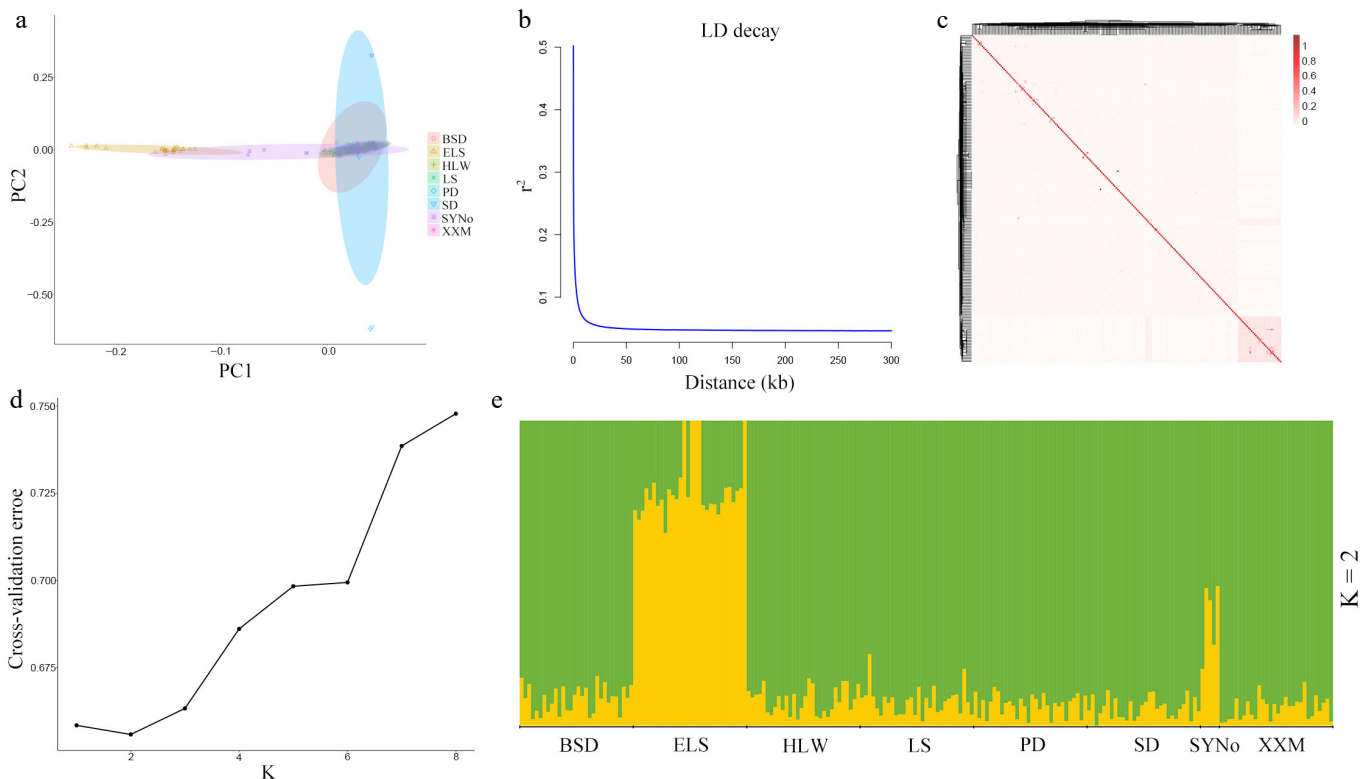 a
0.25
0.00
−0.25
−0.50
PC2
−0.2
−0.1
0.0
PC1
BSD
ELS
HLW
LS
PD
SD
SYNo
XXM
b
LD decay
0.5
0.4
0.3
0.2
0.1
r²
0
50
100
150
200
250
300
Distance (kb)
c
1
0.8
0.6
0.4
0.2
0
d
0.750
0.725
0.700
0.675
Cross-validation erroe
2
4
6
8
K
e
K = 2
BSD
ELS
HLW
LS
PD
SD
SYNo
XXM